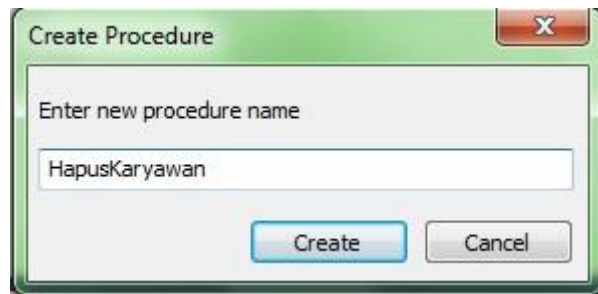 Create Procedure
Enter new procedure name
HapusKaryawan
Create Cancel